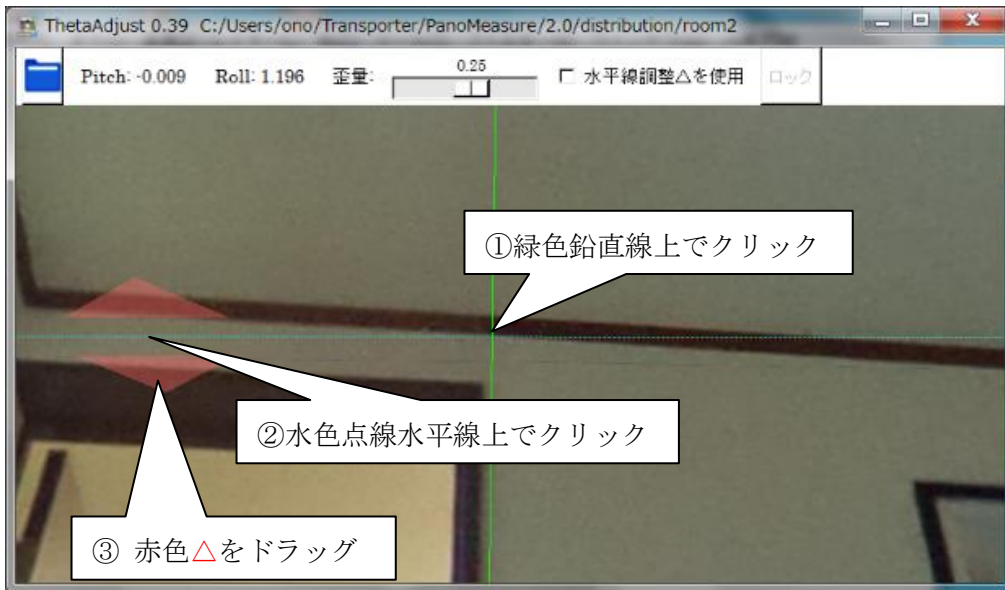 ThetaAdjust 0.39 C:/Users/ono/Transporter/PanoMeasure/2.0/distribution/room2
Pitch: -0.009 Roll: 1.196 歪量: 0.25 水平線調整△を使用 ロック
①緑色鉛直線上でクリック
②水色点線水平線上でクリック
③ 赤色△をドラッグ